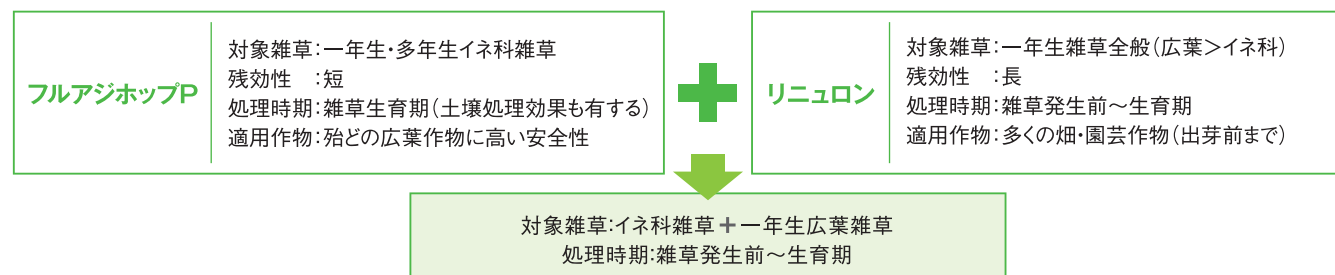 フルアジホップP
対象雑草:一年生・多年生イネ科雑草
残効性　:短
処理時期:雑草生育期(土壌処理効果も有する)
適用作物:殆どの広葉作物に高い安全性
リニュロン
対象雑草:一年生雑草全般(広葉>イネ科)
残効性　:長
処理時期:雑草発生前〜生育期
適用作物:多くの畑・園芸作物(出芽前まで)
対象雑草:イネ科雑草+一年生広葉雑草
処理時期:雑草発生前〜生育期